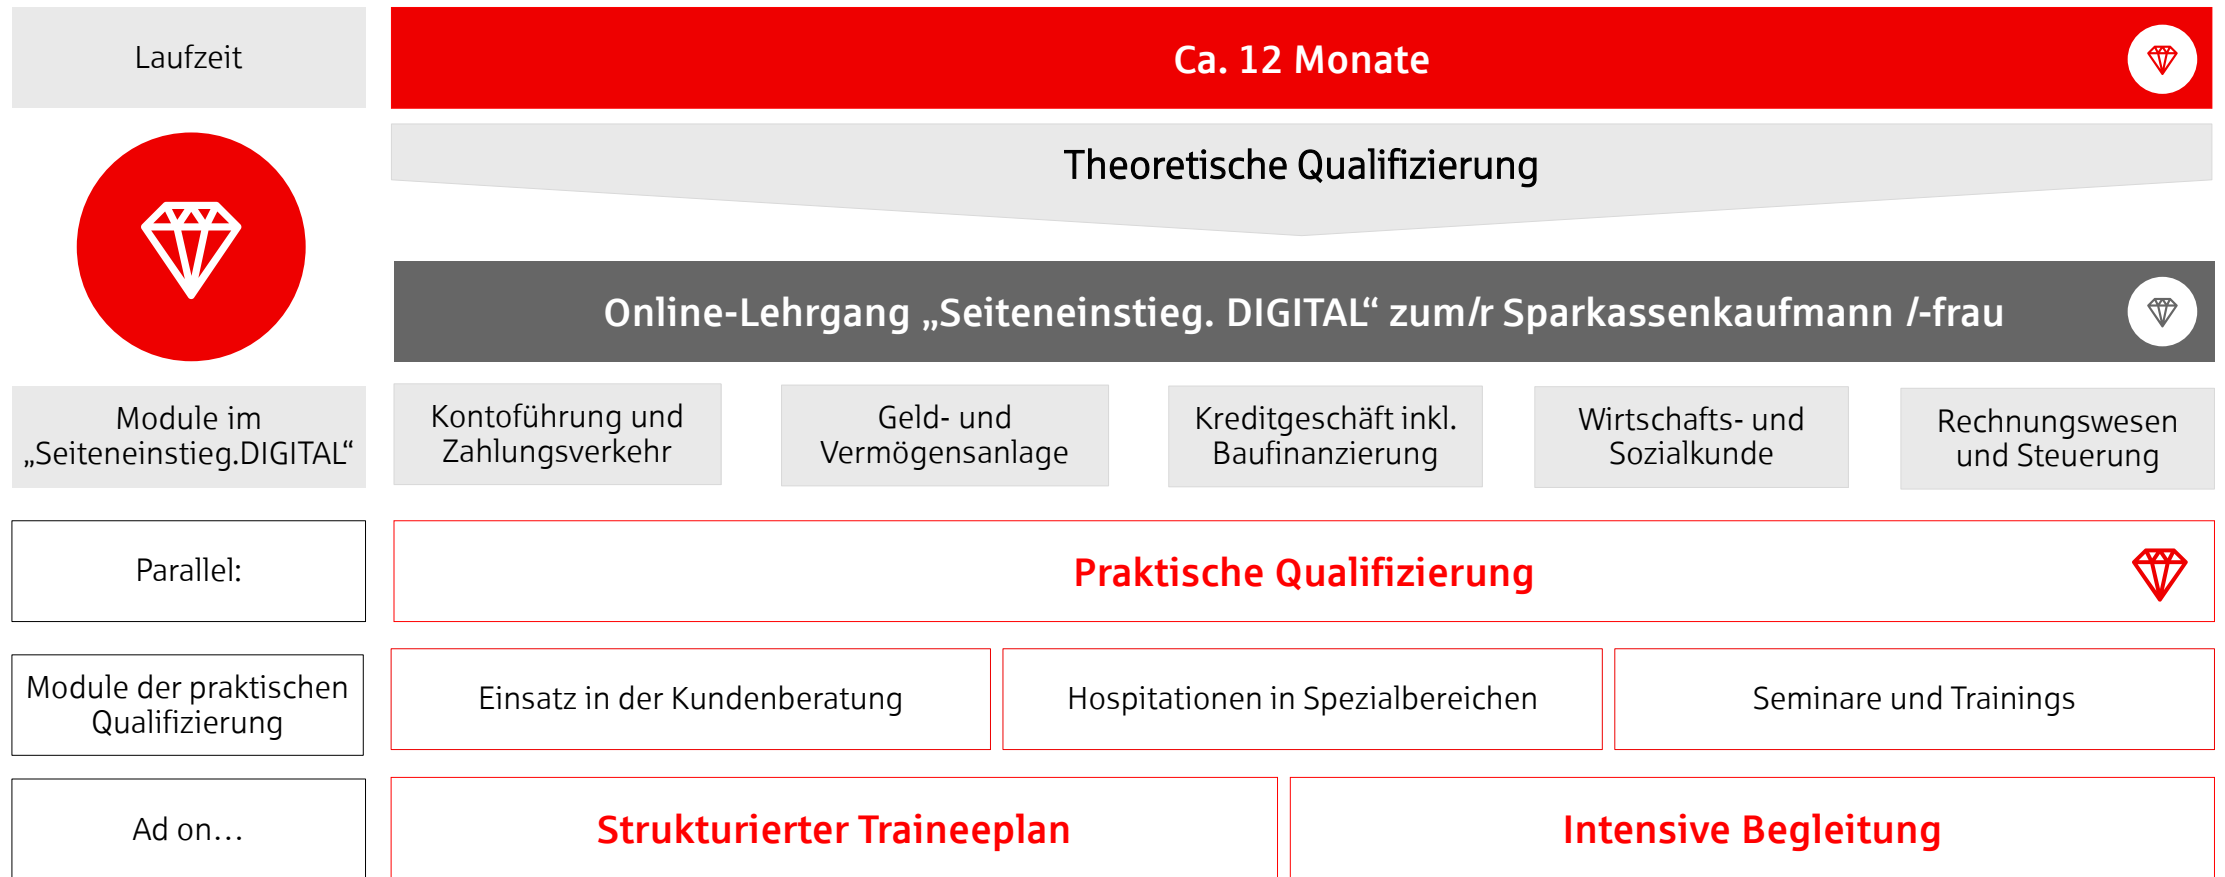 Laufzeit
Ca. 12 Monate
Theoretische Qualifizierung
Online-Lehrgang „Seiteneinstieg. DIGITAL“ zum/r Sparkassenkaufmann /-frau
Module im
„Seiteneinstieg.DIGITAL“
Kontoführung und
Zahlungsverkehr
Geld- und
Vermögensanlage
Kreditgeschäft inkl.
Baufinanzierung
Wirtschafts- und
Sozialkunde
Rechnungswesen
und Steuerung
Parallel:
Praktische Qualifizierung
Module der praktischen
Qualifizierung
Einsatz in der Kundenberatung
Hospitationen in Spezialbereichen
Seminare und Trainings
Ad on…
Strukturierter Traineeplan
Intensive Begleitung